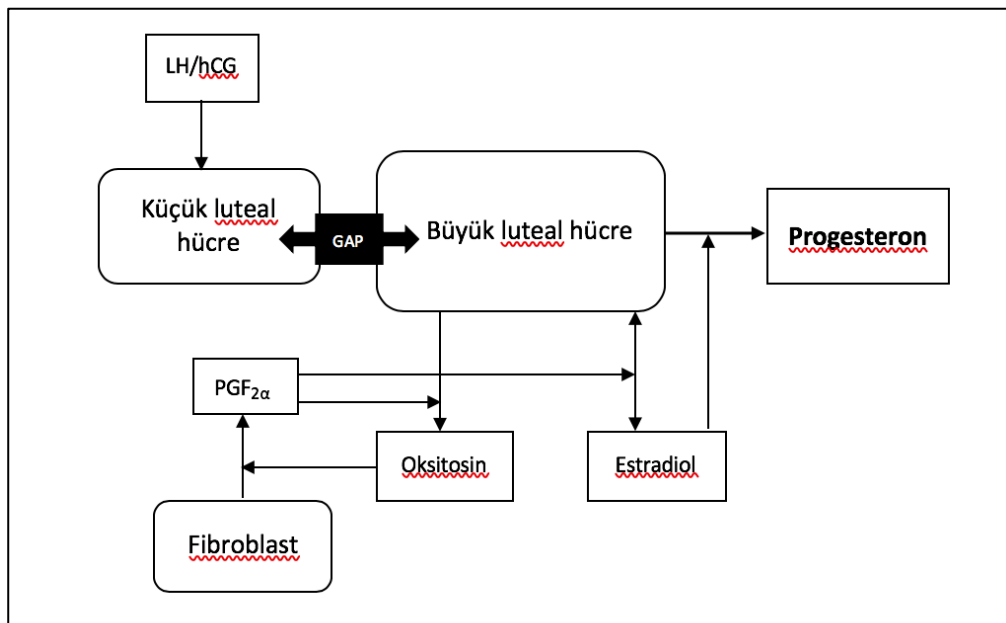 LH/hCG
Küçük luteal
hücre
GAP
Büyük luteal hücre
Progesteron
PGF₂α
Oksitosin
Estradiol
Fibroblast